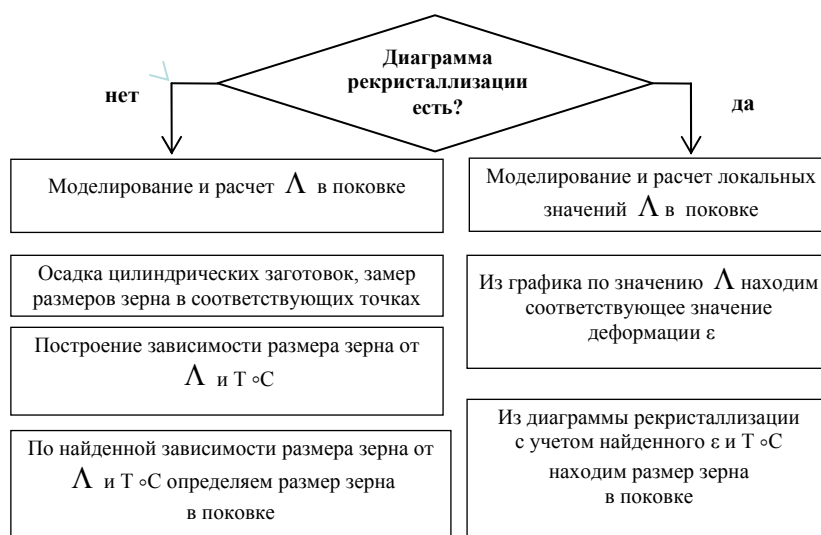 Диаграмма
рекристаллизации
есть?
нет
да
Моделирование и расчет Λ в поковке
Осадка цилиндрических заготовок, замер
размеров зерна в соответствующих точках
Построение зависимости размера зерна от
Λ и Т ∘С
По найденной зависимости размера зерна от
Λ и Т ∘С определяем размер зерна
в поковке
Моделирование и расчет локальных
значений Λ в поковке
Из графика по значению Λ находим
соответствующее значение
деформации ε
Из диаграммы рекристаллизации
с учетом найденного ε и Т ∘С
находим размер зерна
в поковке